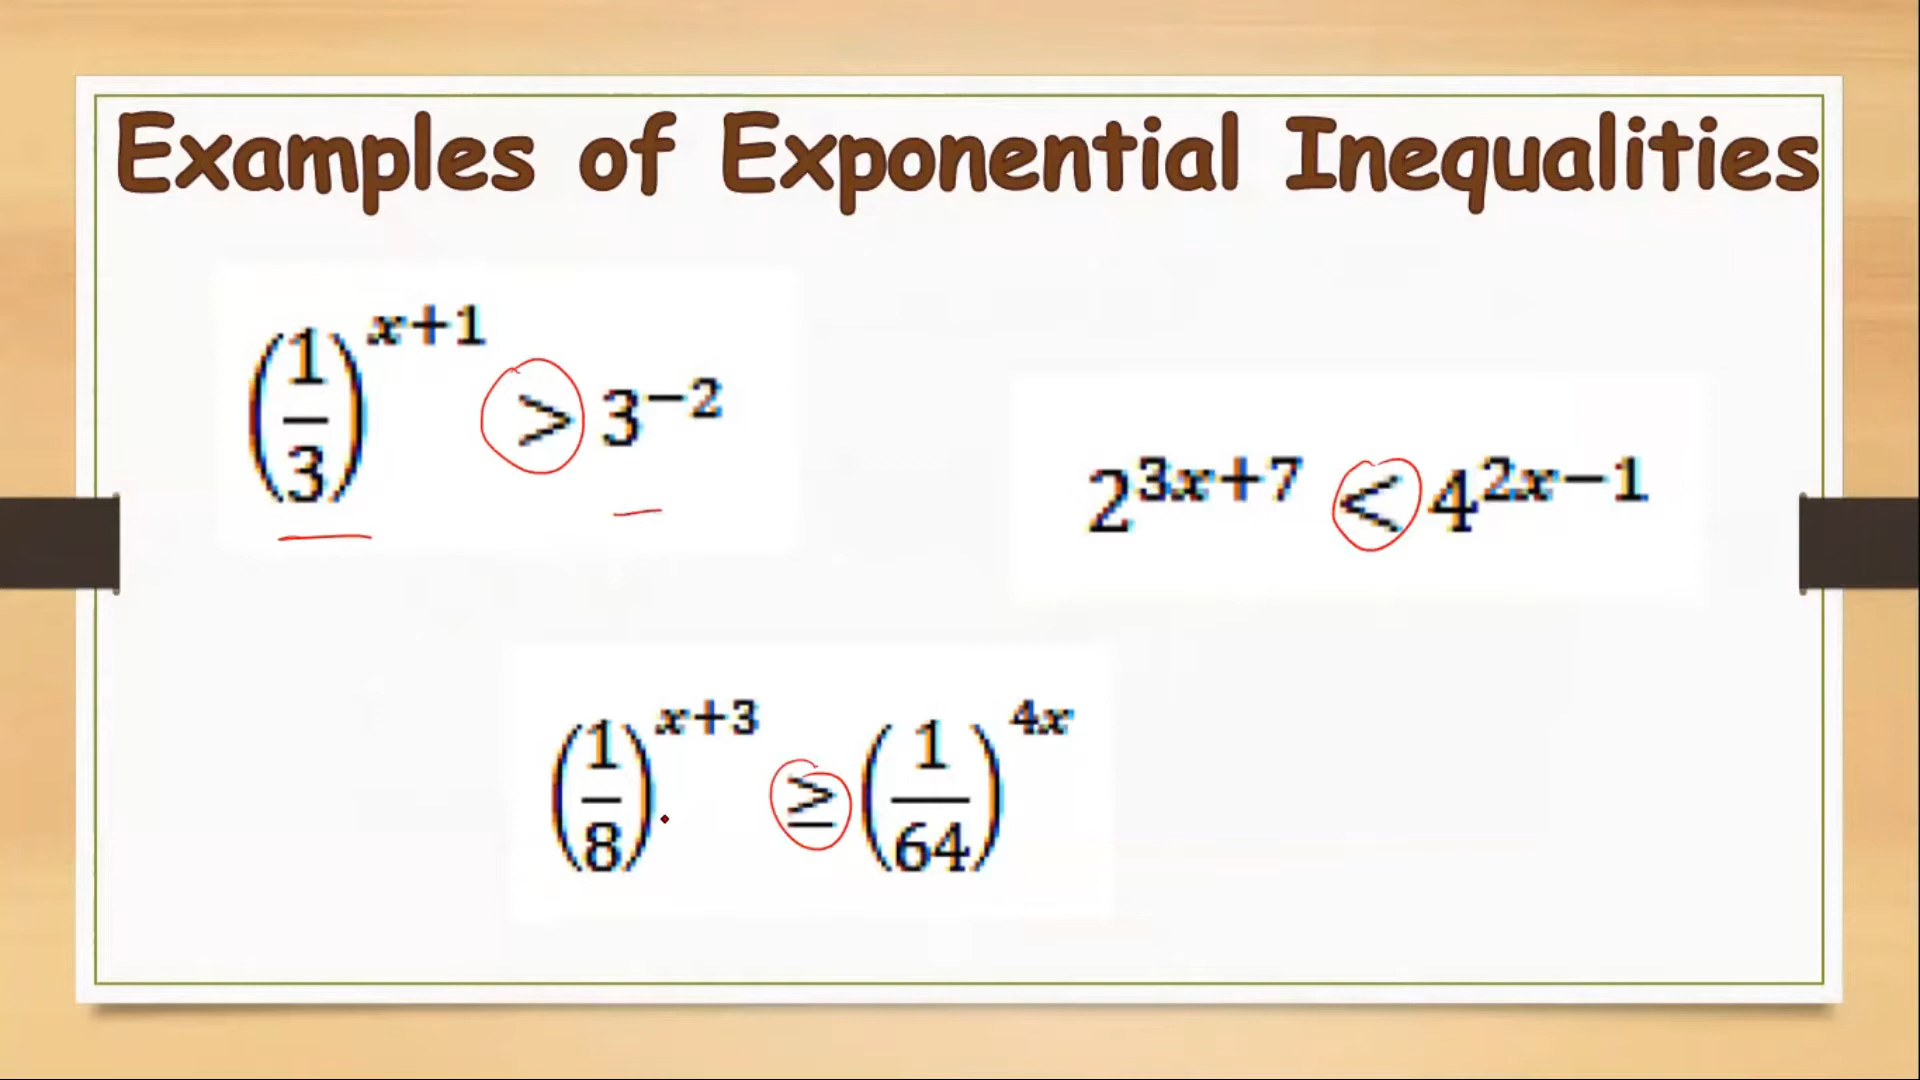 Examples of Exponential Inequalities
(1/3)^{x+1} > 3^{-2}
2^{3x+7} < 4^{2x-1}
(1/8)^{x+3} ≥ (1/64)^{4x}